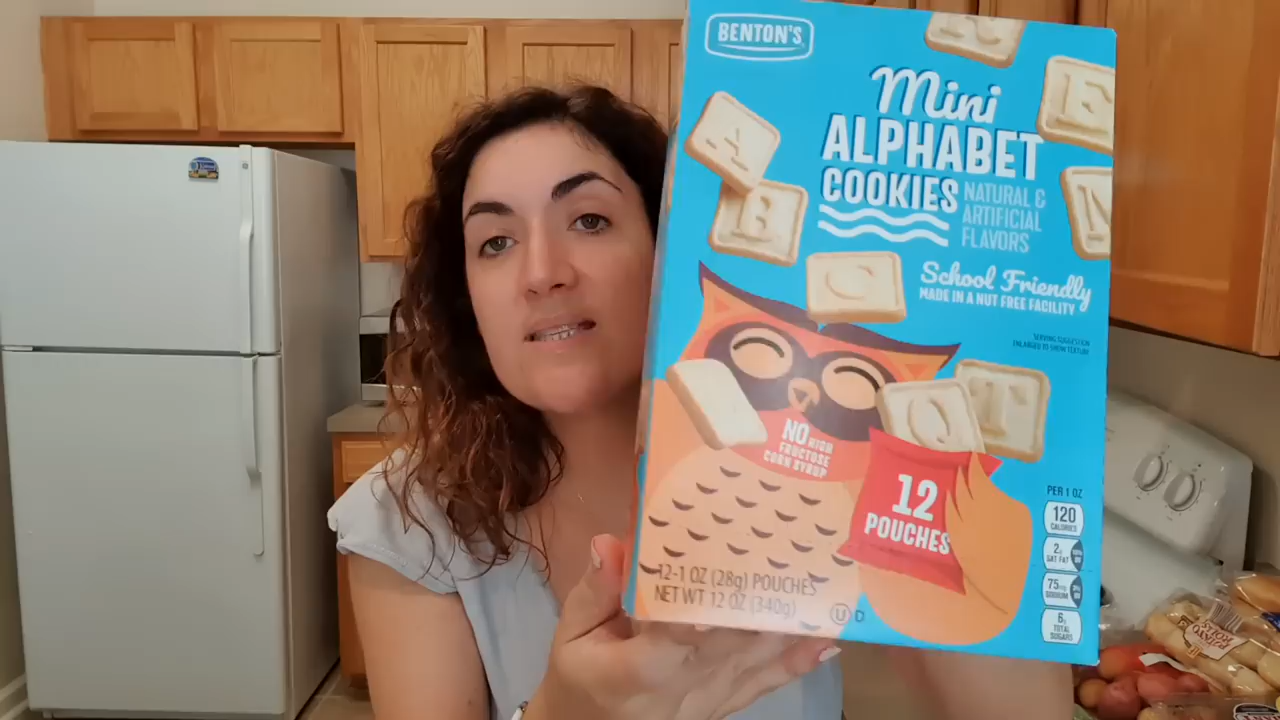 BENTON'S
Mini
ALPHABET
COOKIES
NATURAL &
ARTIFICIAL
FLAVORS
School Friendly
MADE IN A NUT FREE FACILITY
SERVING SUGGESTION
ENLARGED TO SHOW TEXTURE
R
E
A
B
N
C
Q
T
NO HIGH
FRUCTOSE
CORN SYRUP
12
POUCHES
PER 1 OZ
120
CALORIES
2g
SAT FAT
75mg
SODIUM
6g
TOTAL
SUGARS
12-1 OZ (28g) POUCHES
NET WT 12 OZ (340g)
U D
POTATO
ROLLS